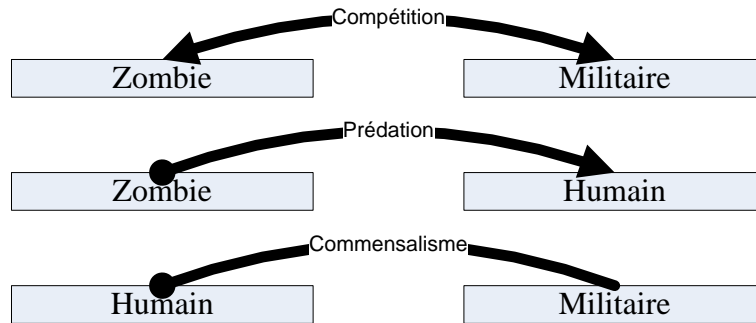 Compétition
Zombie Militaire
Prédation
Zombie Humain
Commensalisme
Humain Militaire